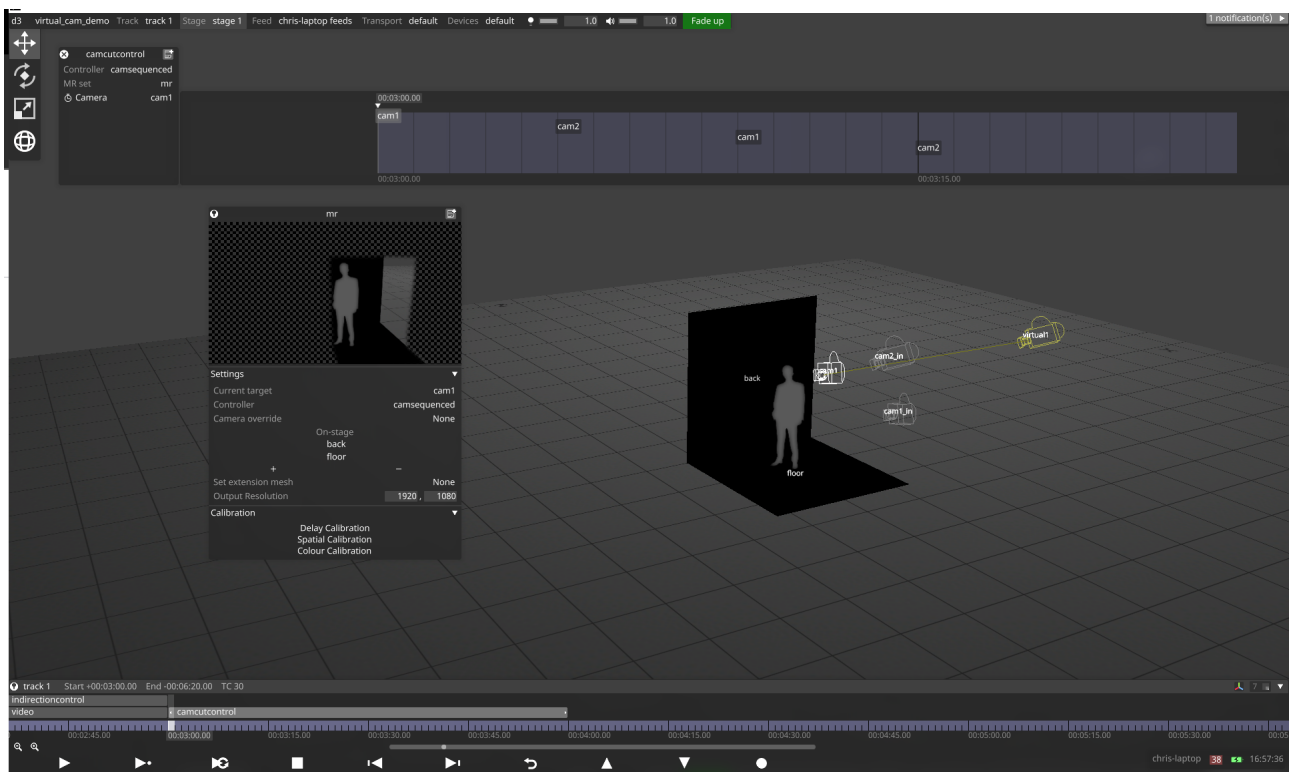 d3 virtual_cam_demo Track track 1 Stage stage 1 Feed chris-laptop feeds Transport default Devices default 1.0 1.0 Fade up 1 notification(s)
camcutcontrol
Controller camsequenced
MR set mr
Camera cam1
00:03:00.00
cam1
cam2
cam1
cam2
00:03:00.00 00:03:15.00
mr
Settings
Current target cam1
Controller camsequenced
Camera override None
On-stage
back
floor
+ −
Set extension mesh None
Output Resolution 1920 , 1080
Calibration
Delay Calibration
Spatial Calibration
Colour Calibration
virtual1
cam2_in
cam1
back
cam1_in
floor
track 1 Start +00:03:00.00 End -00:06:20.00 TC 30 7
indirectioncontrol
video camcutcontrol
00:02:45.00 00:03:00.00 00:03:15.00 00:03:30.00 00:03:45.00 00:04:00.00 00:04:15.00 00:04:30.00 00:04:45.00 00:05:00.00 00:05:15.00 00:05:30.00 00:05
chris-laptop 38 16:57:36